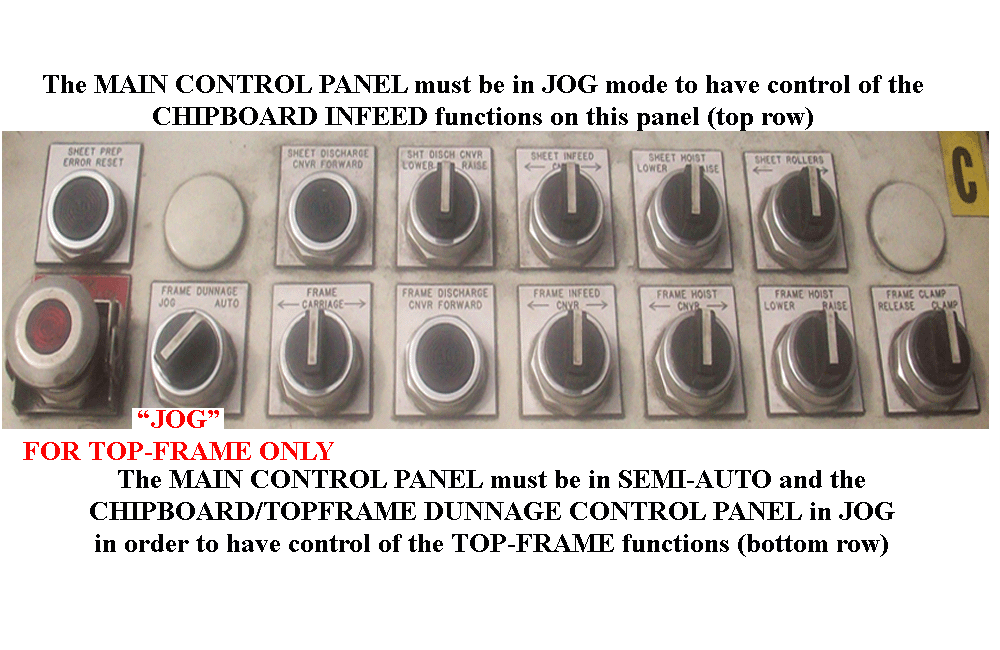 The MAIN CONTROL PANEL must be in JOG mode to have control of the
CHIPBOARD INFEED functions on this panel (top row)
SHEET PREP
ERROR RESET
SHEET DISCHARGE
CNVR FORWARD
SHT DISCH CNVR
LOWER RAISE
SHEET INFEED
CNVR
SHEET HOIST
LOWER
SHEET ROLLERS
C
FRAME DUNNAGE
JOG AUTO
FRAME
CARRIAGE
FRAME DISCHARGE
CNVR FORWARD
FRAME INFEED
CNVR
FRAME HOIST
CNVR
FRAME HOIST
LOWER RAISE
FRAME CLAMP
RELEASE CLAMP
“JOG”
FOR TOP-FRAME ONLY
The MAIN CONTROL PANEL must be in SEMI-AUTO and the
CHIPBOARD/TOPFRAME DUNNAGE CONTROL PANEL in JOG
in order to have control of the TOP-FRAME functions (bottom row)